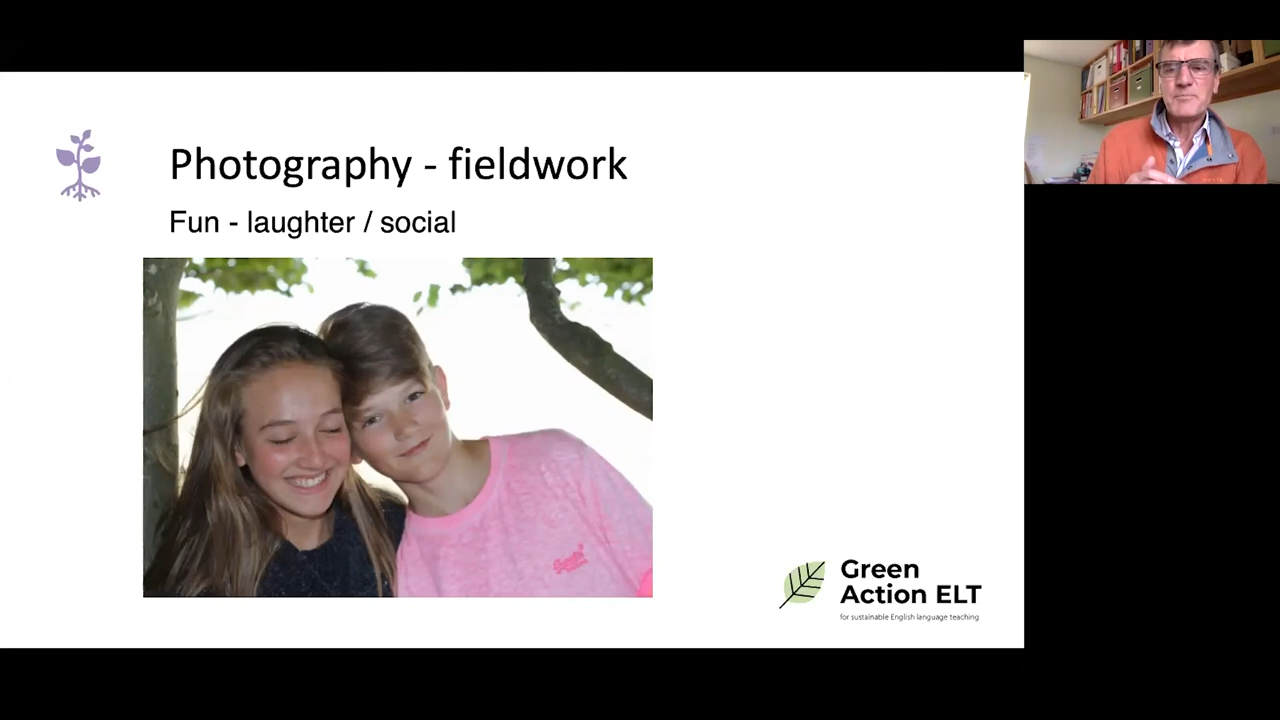 Photography - fieldwork
Fun - laughter / social
Green
Action ELT
for sustainable English language teaching